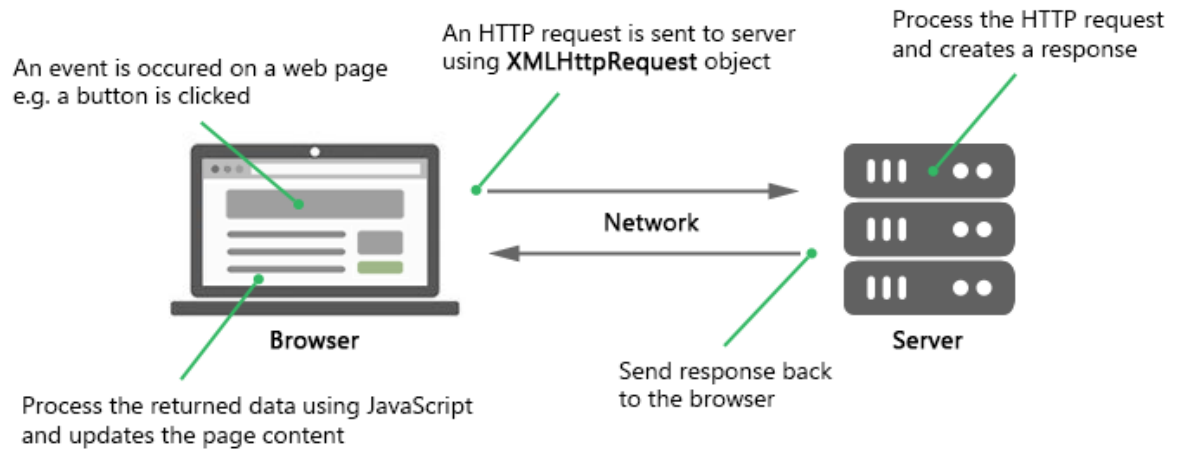 An event is occured on a web page
e.g. a button is clicked
An HTTP request is sent to server
using XMLHttpRequest object
Process the HTTP request
and creates a response
Network
Browser
Server
Process the returned data using JavaScript
and updates the page content
Send response back
to the browser